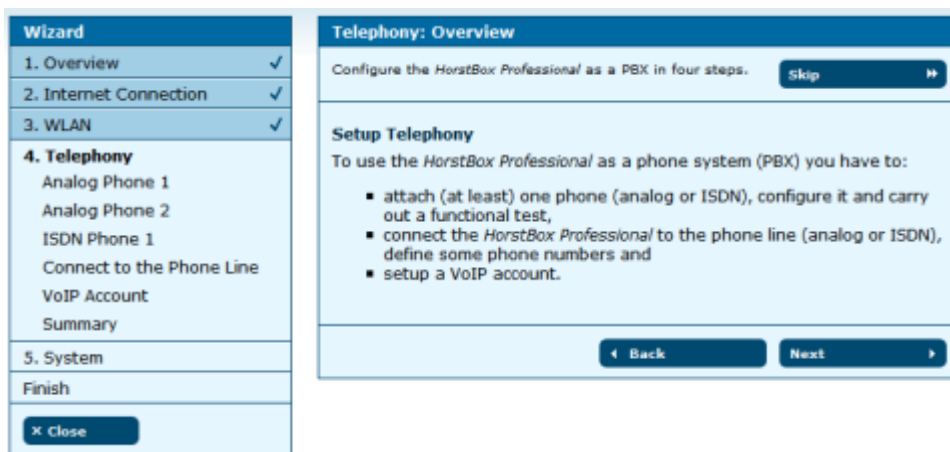 Wizard
1. Overview
2. Internet Connection
3. WLAN
4. Telephony
Analog Phone 1
Analog Phone 2
ISDN Phone 1
Connect to the Phone Line
VoIP Account
Summary
5. System
Finish
Close
Telephony: Overview
Configure the HorstBox Professional as a PBX in four steps.
Skip
Setup Telephony
To use the HorstBox Professional as a phone system (PBX) you have to:
attach (at least) one phone (analog or ISDN), configure it and carry
out a functional test,
connect the HorstBox Professional to the phone line (analog or ISDN),
define some phone numbers and
setup a VoIP account.
Back
Next